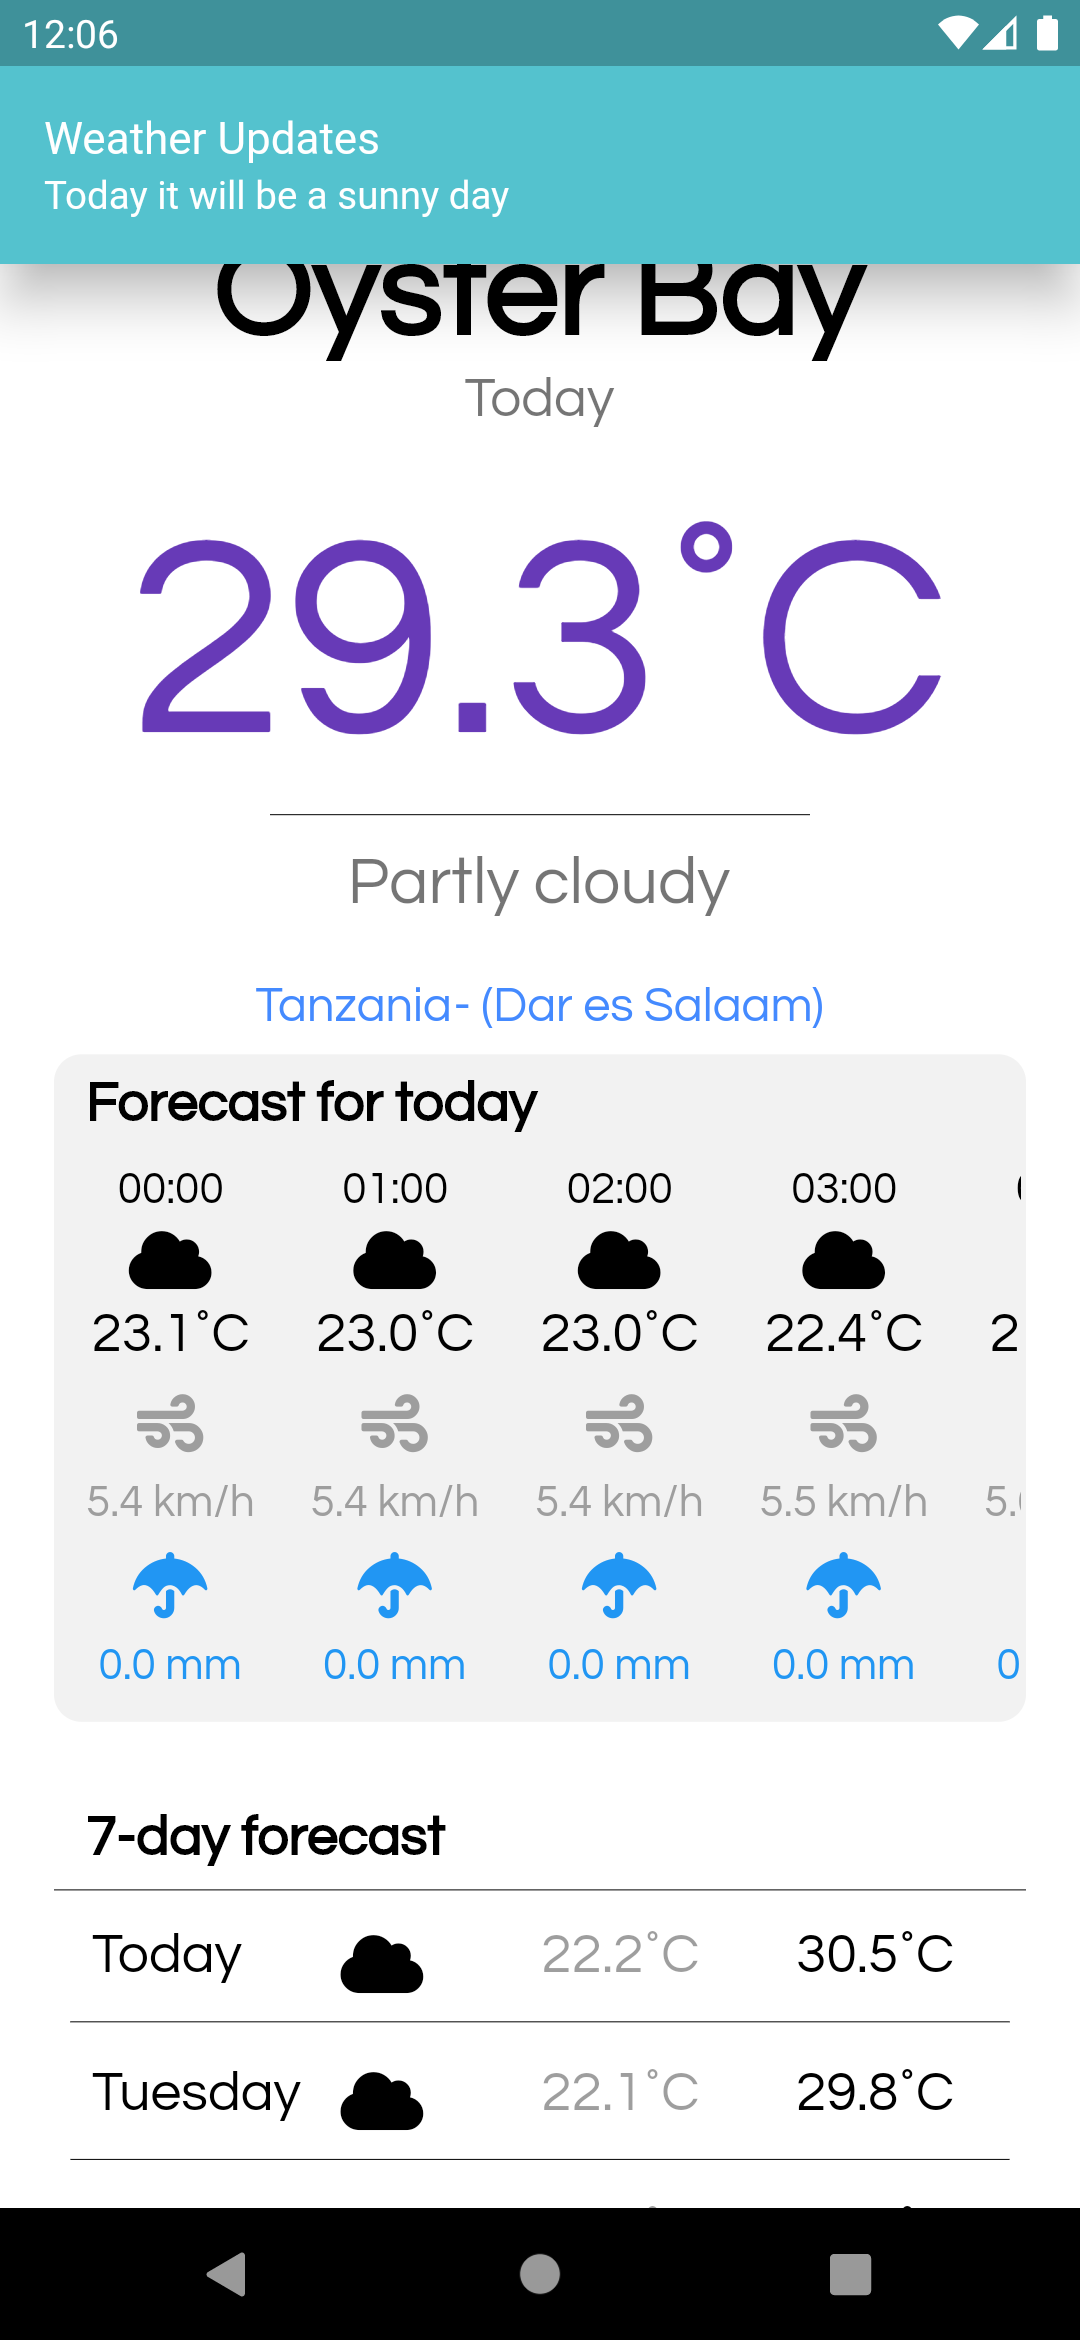 12:06
Weather Updates
Today it will be a sunny day
Oyster Bay
Today
29.3°C
Partly cloudy
Tanzania- (Dar es Salaam)
Forecast for today
00:00 01:00 02:00 03:00
23.1°C 23.0°C 23.0°C 22.4°C 2
5.4 km/h 5.4 km/h 5.4 km/h 5.5 km/h 5.
0.0 mm 0.0 mm 0.0 mm 0.0 mm 0
7-day forecast
Today 22.2°C 30.5°C
Tuesday 22.1°C 29.8°C